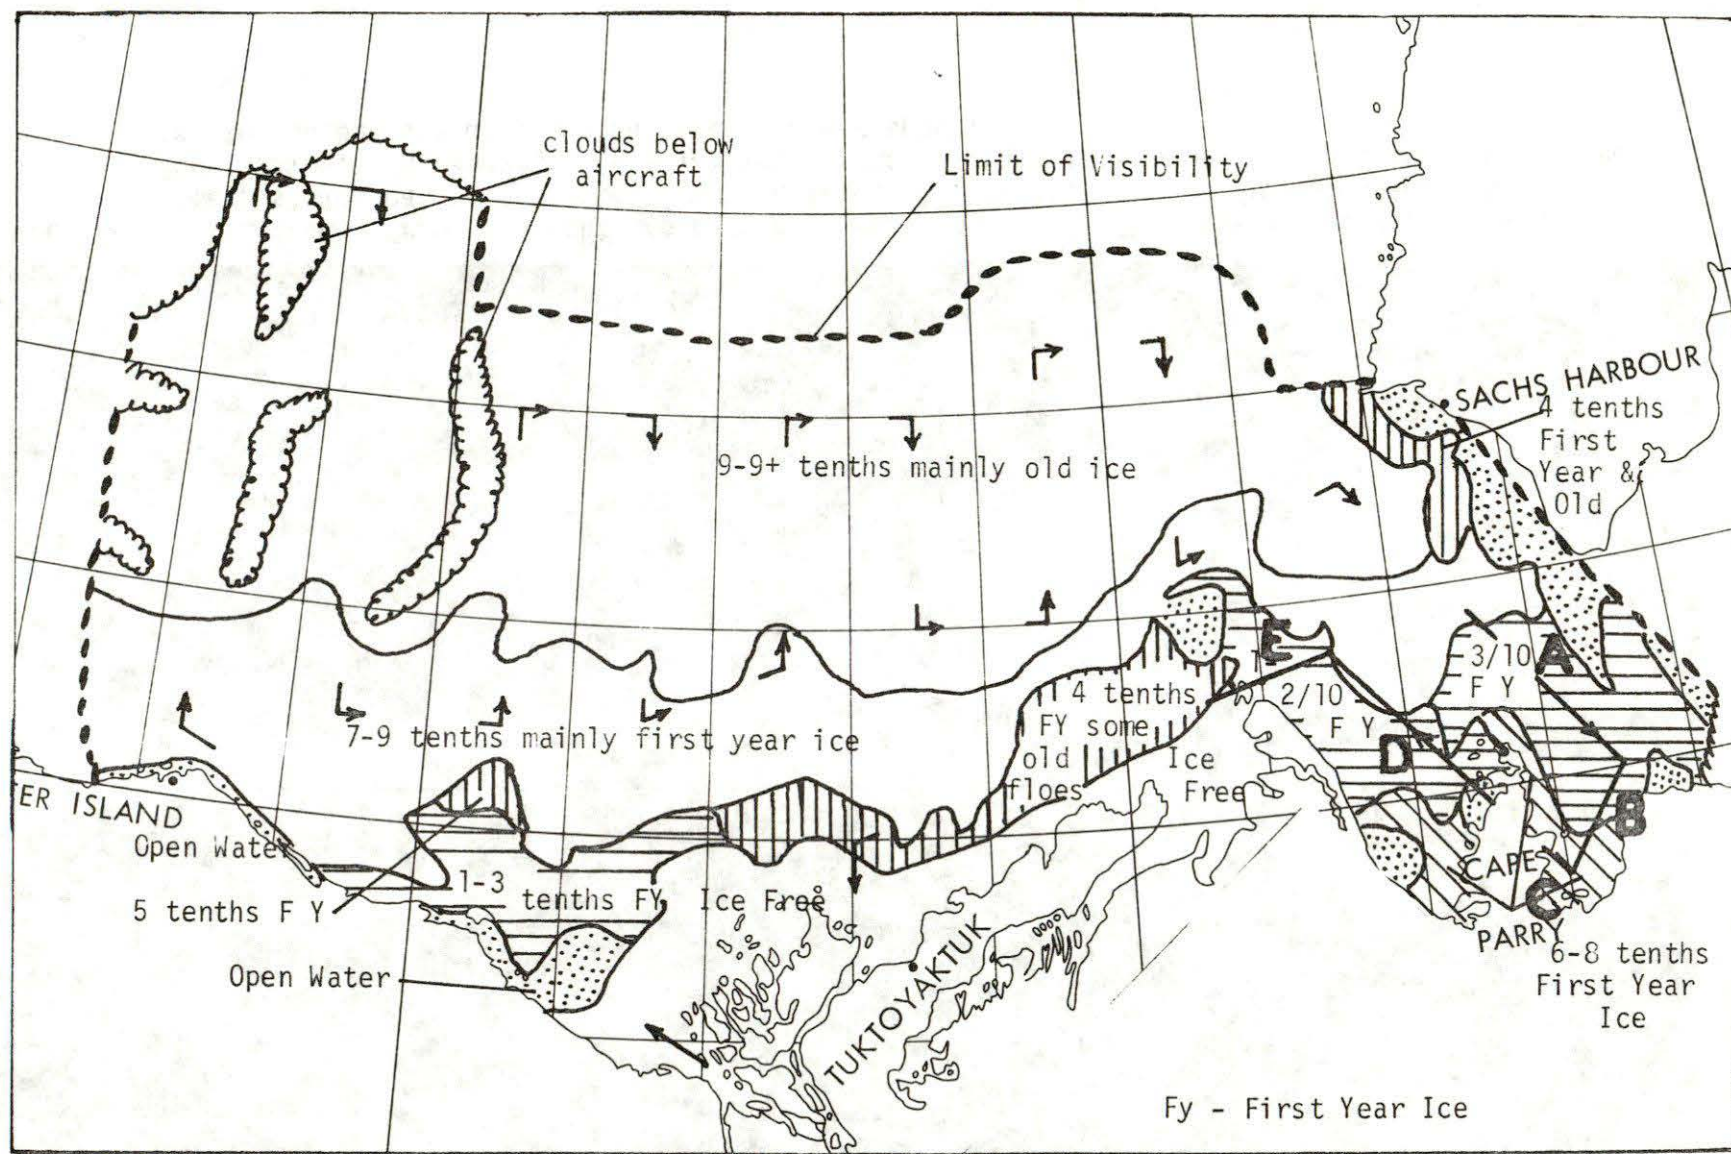 clouds below
aircraft
Limit of Visibility
SACHS HARBOUR
4 tenths
First
Year &
Old
9-9+ tenths mainly old ice
E
A
3/10
F Y
4 tenths
FY some
old
floes
2/10
F Y
7-9 tenths mainly first year ice
D
Ice
Free
B
TER ISLAND
Open Water
5 tenths F Y
1-3
tenths FY
Ice Free
CAPE
PARRY
C
TUKTOYAKTUK
Open Water
6-8 tenths
First Year
Ice
Fy - First Year Ice